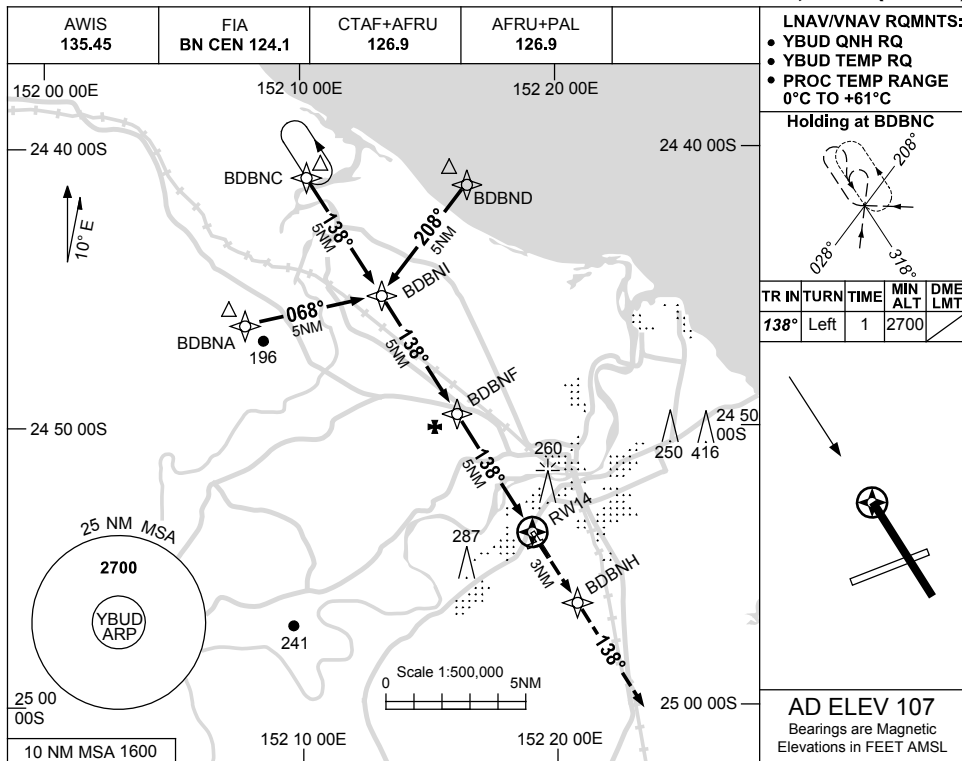 AWIS
135.45
FIA
BN CEN 124.1
CTAF+AFRU
126.9
AFRU+PAL
126.9
LNAV/VNAV RQMNTS:
• YBUD QNH RQ
• YBUD TEMP RQ
• PROC TEMP RANGE
0°C TO +61°C
152 00 00E
152 10 00E
152 20 00E
24 40 00S
24 40 00S
Holding at BDBNC
208°
028°
318°
TR IN
TURN
TIME
MIN
ALT
DME
LMT
138°
Left
1
2700
10° E
BDBNC
BDBND
138°
5NM
208°
5NM
BDBNI
068°
5NM
BDBNA
196
138°
5NM
BDBNF
24 50 00S
24 50
00S
138°
5NM
260
250
416
RW14
287
3NM
BDBNH
138°
25 NM MSA
2700
YBUD
ARP
241
Scale 1:500,000
0
5NM
25 00
00S
25 00 00S
10 NM MSA 1600
152 10 00E
152 20 00E
AD ELEV 107
Bearings are Magnetic
Elevations in FEET AMSL